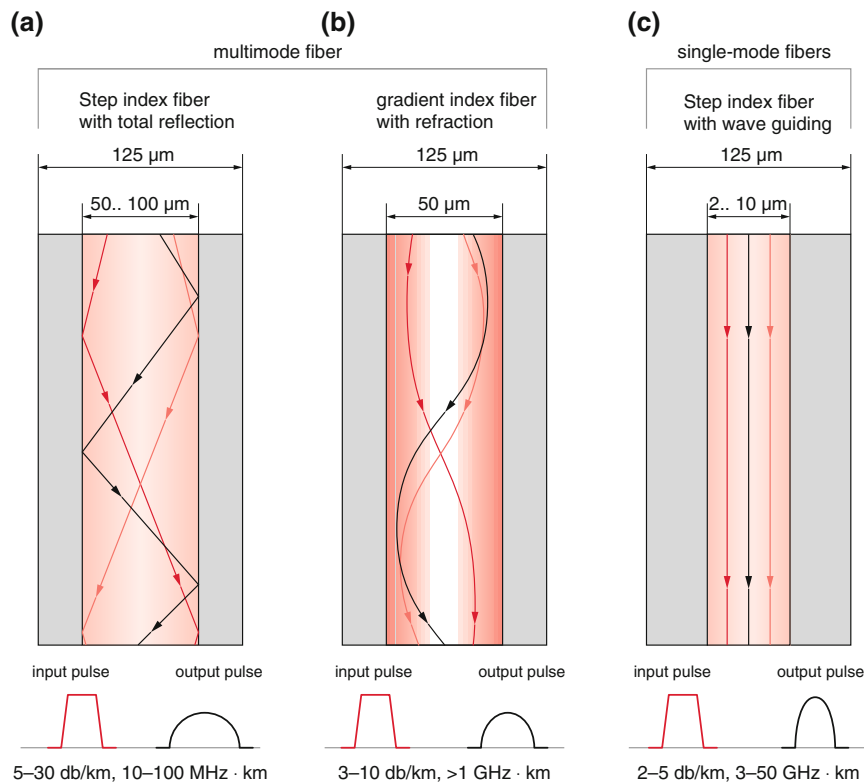 (a)
(b)
(c)
multimode fiber
single-mode fibers
Step index fiber
with total reflection
gradient index fiber
with refraction
Step index fiber
with wave guiding
125 μm
125 μm
125 μm
50.. 100 μm
50 μm
2.. 10 μm
input pulse
output pulse
input pulse
output pulse
input pulse
output pulse
5–30 db/km, 10–100 MHz · km
3–10 db/km, >1 GHz · km
2–5 db/km, 3–50 GHz · km